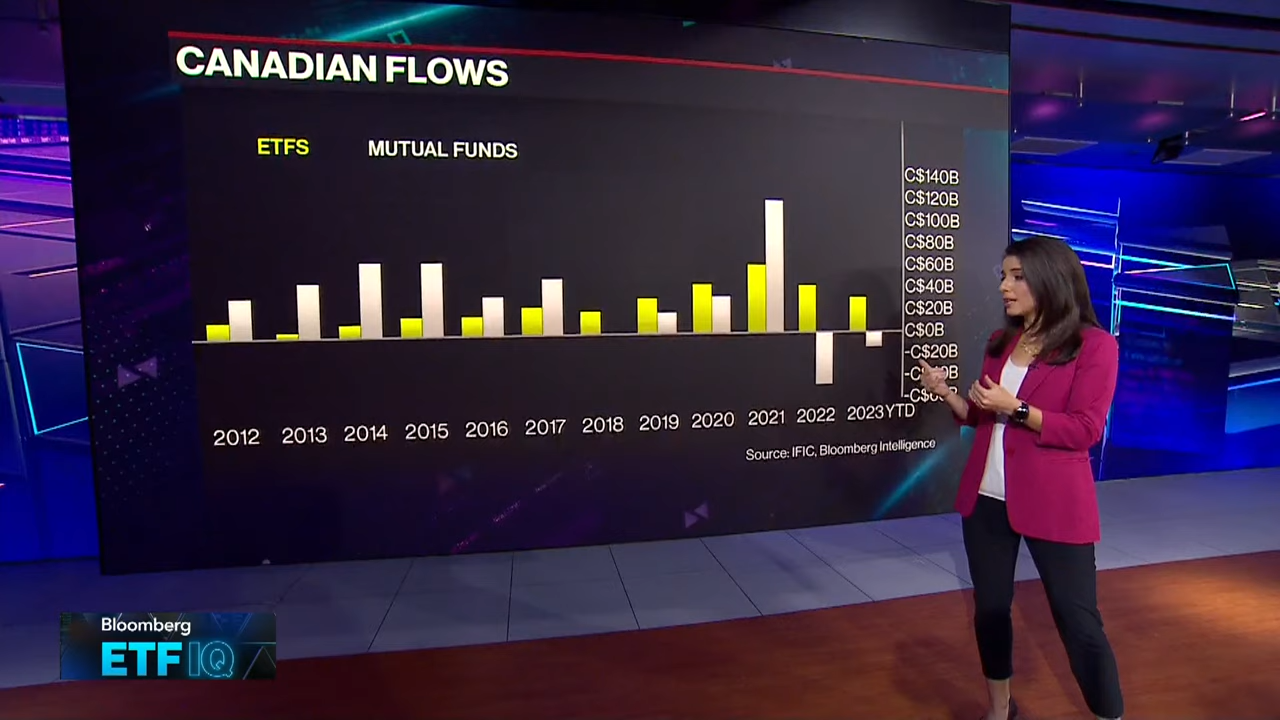 CANADIAN FLOWS
ETFS MUTUAL FUNDS
C$140B
C$120B
C$100B
C$80B
C$60B
C$40B
C$20B
C$0B
-C$20B
2012 2013 2014 2015 2016 2017 2018 2019 2020 2021 2022 2023YTD
Source: IFIC, Bloomberg Intelligence
Bloomberg
ETF IQ